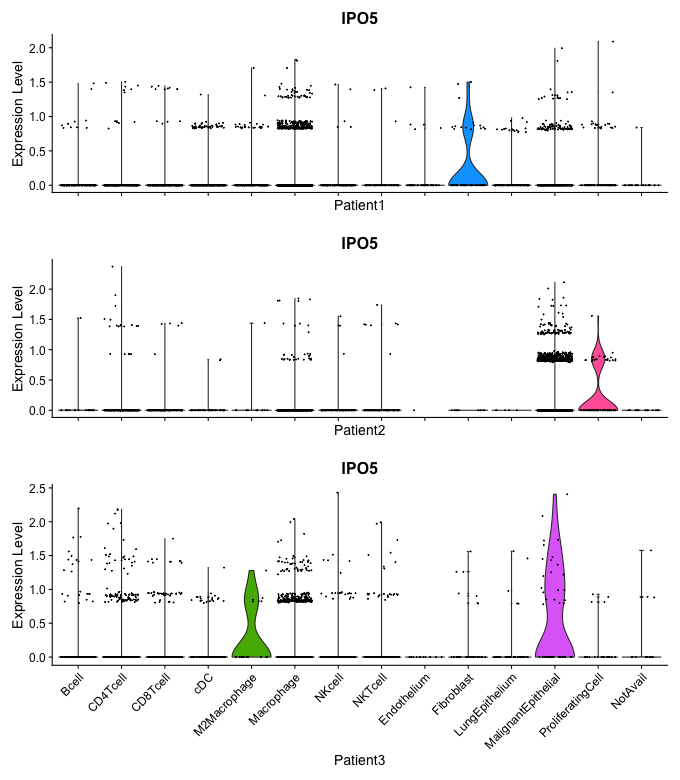 IPO5
Expression Level
2.0
1.5
1.0
0.5
0.0
Patient1
IPO5
Expression Level
2.0
1.5
1.0
0.5
0.0
Patient2
IPO5
Expression Level
2.5
2.0
1.5
1.0
0.5
0.0
Bcell
CD4Tcell
CD8Tcell
cDC
M2Macrophage
Macrophage
NKcell
NKTcell
Endothelium
Fibroblast
LungEpithelium
MalignantEpithelial
ProliferatingCell
NotAvail
Patient3